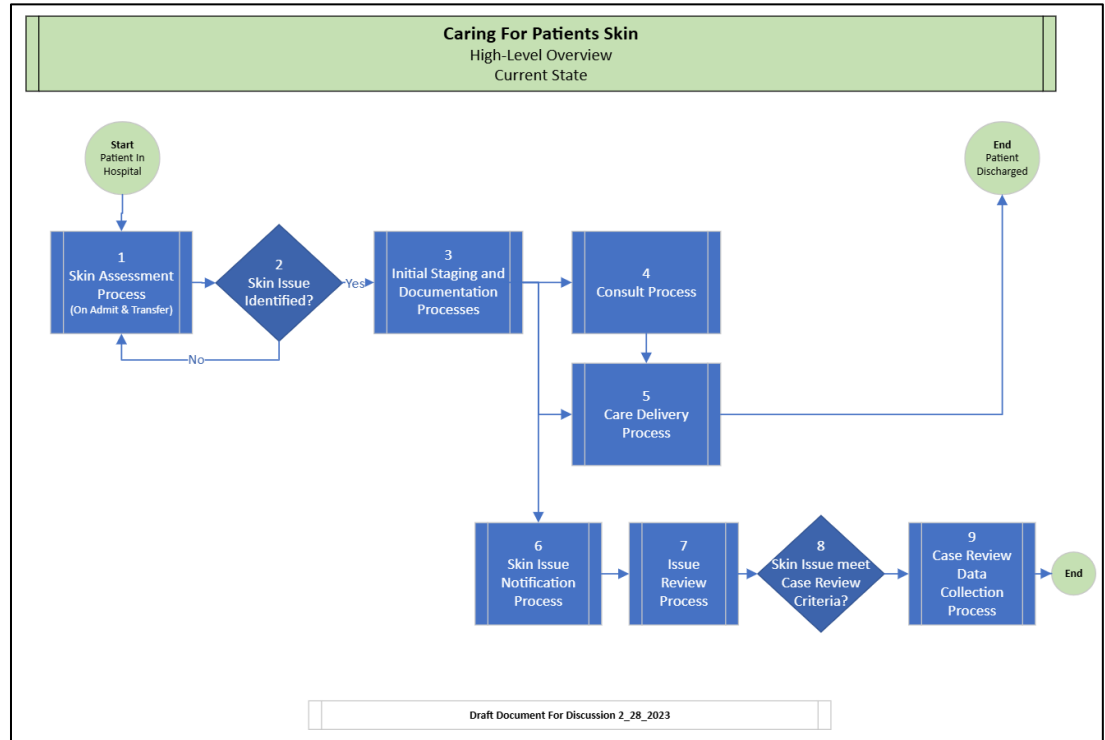 Caring For Patients Skin
High-Level Overview
Current State
Start
Patient In
Hospital
End
Patient
Discharged
1
Skin Assessment
Process
(On Admit & Transfer)
2
Skin Issue
Identified?
Yes
No
3
Initial Staging and
Documentation
Processes
4
Consult Process
5
Care Delivery
Process
6
Skin Issue
Notification
Process
7
Issue
Review
Process
8
Skin Issue meet
Case Review
Criteria?
9
Case Review
Data
Collection
Process
End
Draft Document For Discussion 2_28_2023